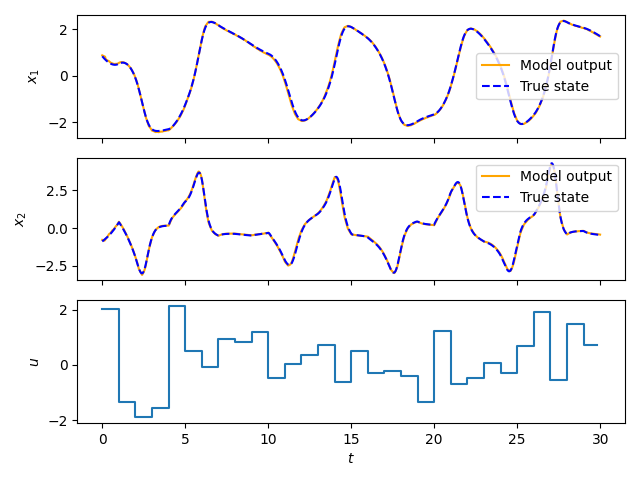 2
0
−2
x₁
Model output
True state
2.5
0.0
−2.5
x₂
Model output
True state
2
0
−2
u
0 5 10 15 20 25 30
t